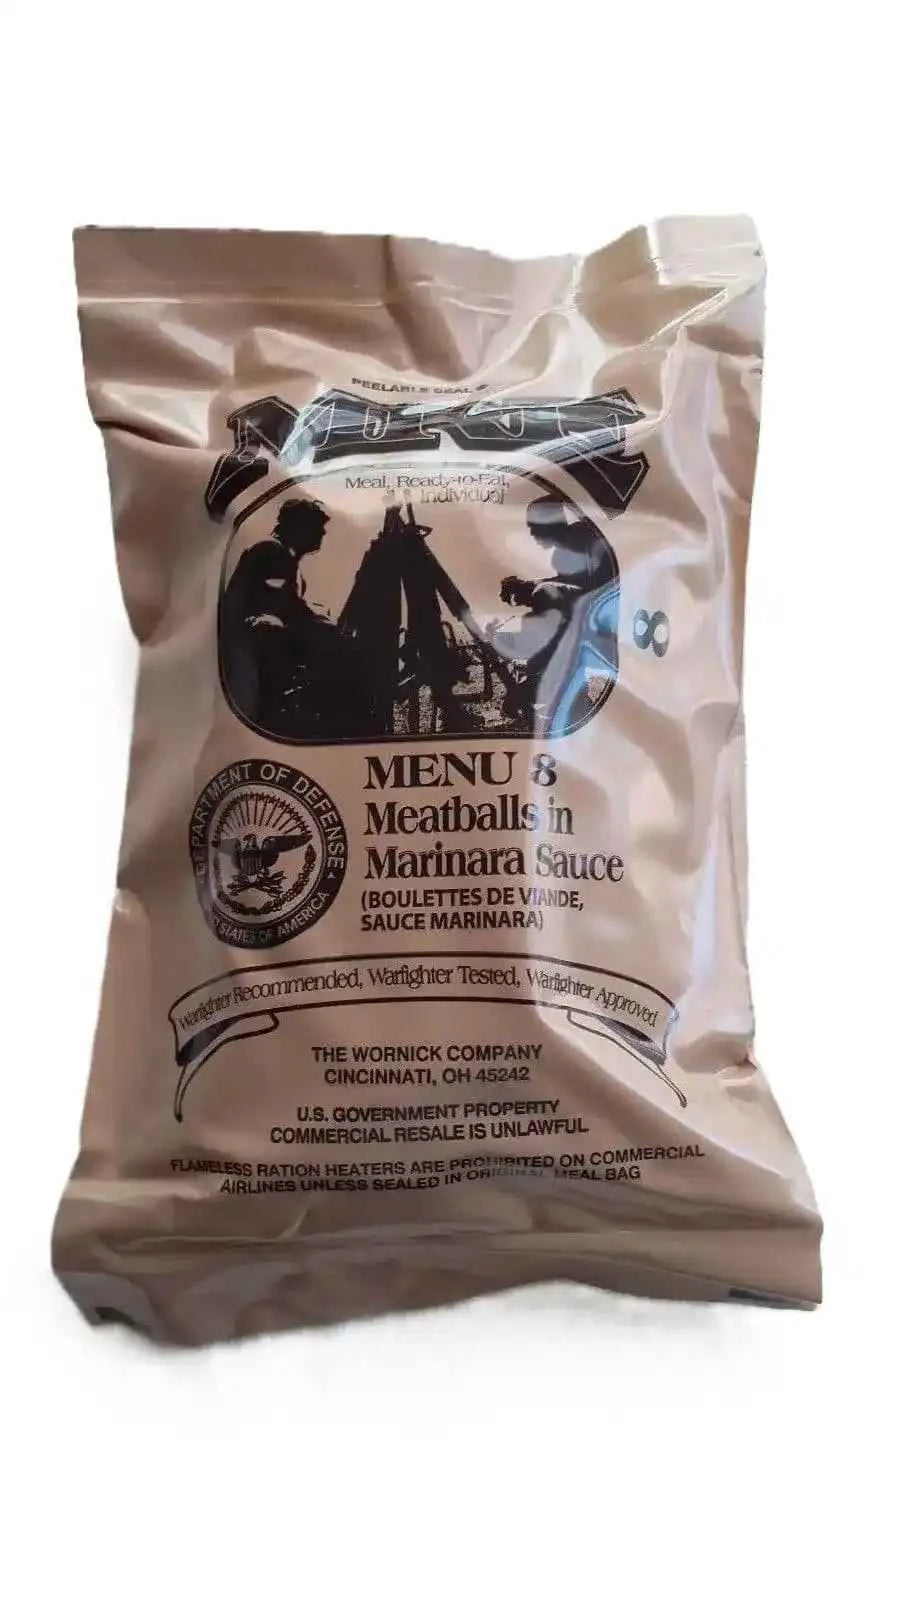 PEELABLE SEAL
MRE
Meal, Ready-to-Eat,
Individual
8
MENU 8
Meatballs in
Marinara Sauce
(BOULETTES DE VIANDE,
SAUCE MARINARA)
DEPARTMENT OF DEFENSE
STATES OF AMERICA
Warfighter Recommended, Warfighter Tested, Warfighter Approved
THE WORNICK COMPANY
CINCINNATI, OH 45242
U.S. GOVERNMENT PROPERTY
COMMERCIAL RESALE IS UNLAWFUL
FLAMELESS RATION HEATERS ARE PROHIBITED ON COMMERCIAL
AIRLINES UNLESS SEALED IN ORIGINAL MEAL BAG